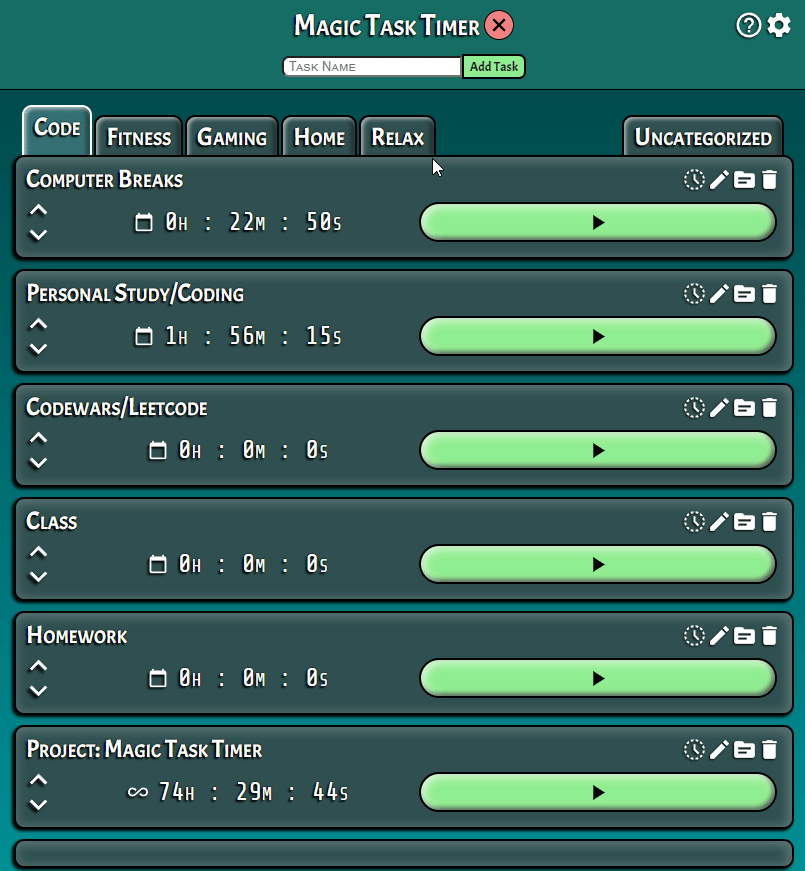 Magic Task Timer
Task Name
Add Task
Code
Fitness
Gaming
Home
Relax
Uncategorized
Computer Breaks
0h : 22m : 50s
Personal Study/Coding
1h : 56m : 15s
Codewars/Leetcode
0h : 0m : 0s
Class
0h : 0m : 0s
Homework
0h : 0m : 0s
Project: Magic Task Timer
74h : 29m : 44s